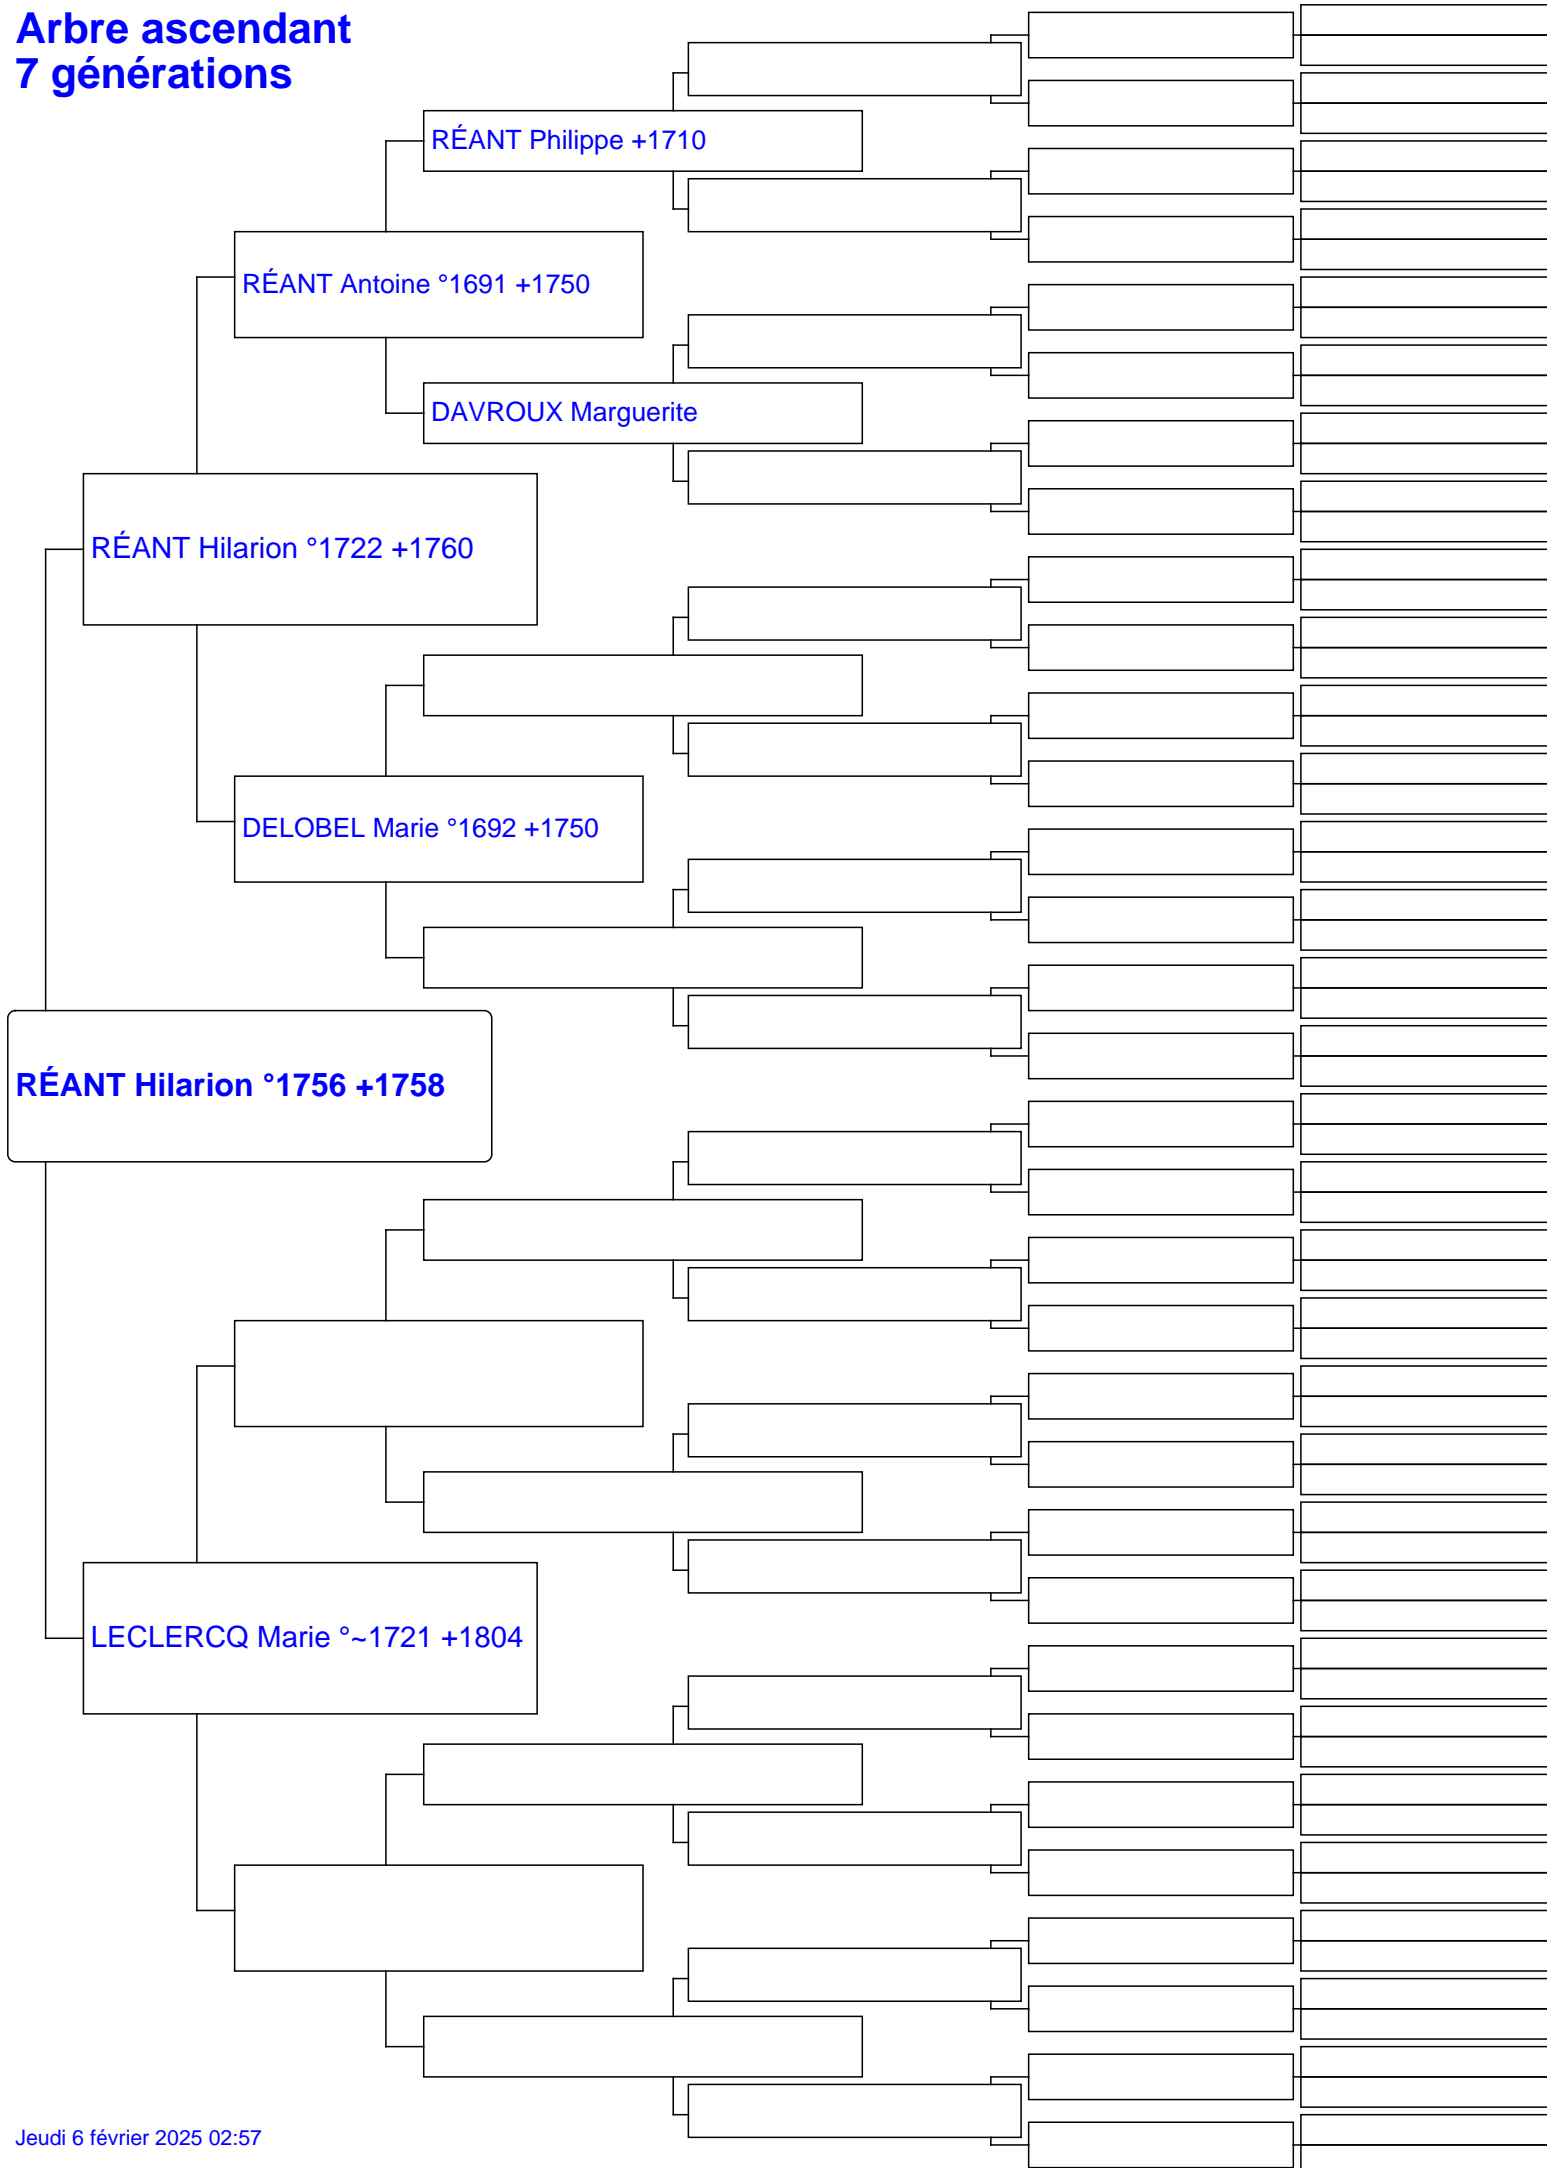 Arbre ascendant
7 générations
RÉANT Philippe +1710
RÉANT Antoine °1691 +1750
DAVROUX Marguerite
RÉANT Hilarion °1722 +1760
DELOBEL Marie °1692 +1750
RÉANT Hilarion °1756 +1758
LECLERCQ Marie °~1721 +1804
Jeudi 6 février 2025 02:57